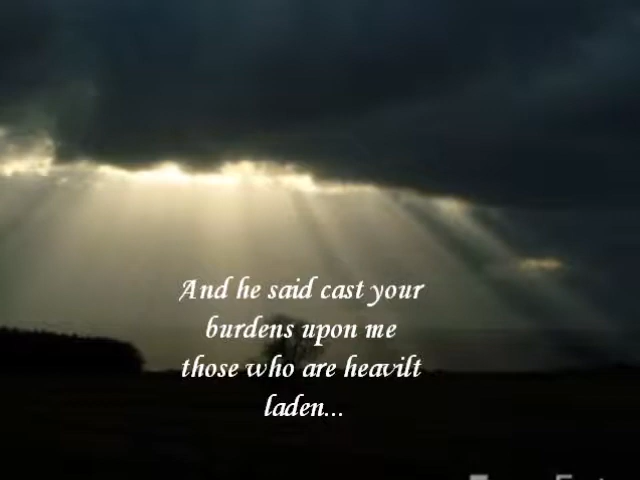 And he said cast your
burdens upon me
those who are heavilt
laden...